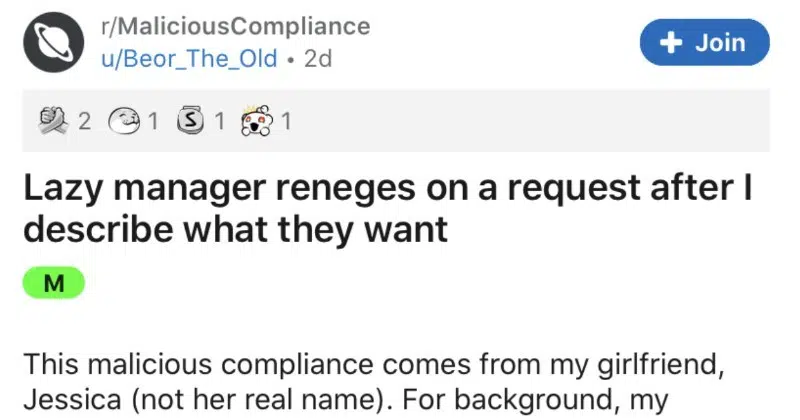 r/MaliciousCompliance
u/Beor_The_Old • 2d
+ Join
2 1 S 1 1
Lazy manager reneges on a request after I
describe what they want
M
This malicious compliance comes from my girlfriend,
Jessica (not her real name). For background, my